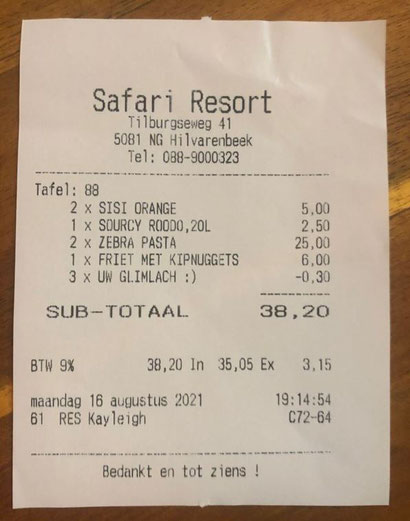 Safari Resort
Tilburgseweg 41
5081 NG Hilvarenbeek
Tel: 088-9000323
Tafel: 88
2 x SISI ORANGE 5,00
1 x SOURCY ROOD0,20L 2,50
2 x ZEBRA PASTA 25,00
1 x FRIET MET KIPNUGGETS 6,00
3 x UW GLIMLACH :) -0,30
SUB-TOTAAL 38,20
BTW 9% 38,20 In 35,05 Ex 3,15
maandag 16 augustus 2021 19:14:54
61 RES Kayleigh C72-64
Bedankt en tot ziens !